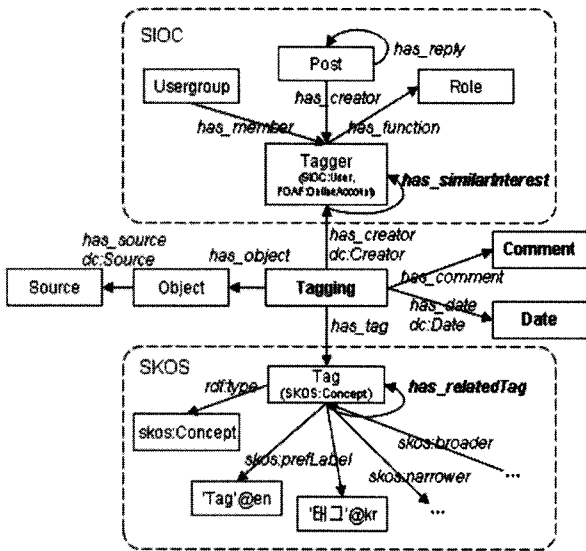 SIOC
Post
has_reply
Usergroup
has_creator
Role
has_member
has_function
Tagger
(SIOC:User,
FOAF:OnlineAccount)
has_similarInterest
has_source
dc:Source
has_object
has_creator
dc:Creator
Comment
Source
Object
Tagging
has_comment
has_date
dc:Date
Date
has_tag
SKOS
Tag
(SKOS:Concept)
has_relatedTag
rdf:type
skos:Concept
skos:broader
skos:prefLabel
skos:narrower
...
'Tag'@en
'태그'@kr
...